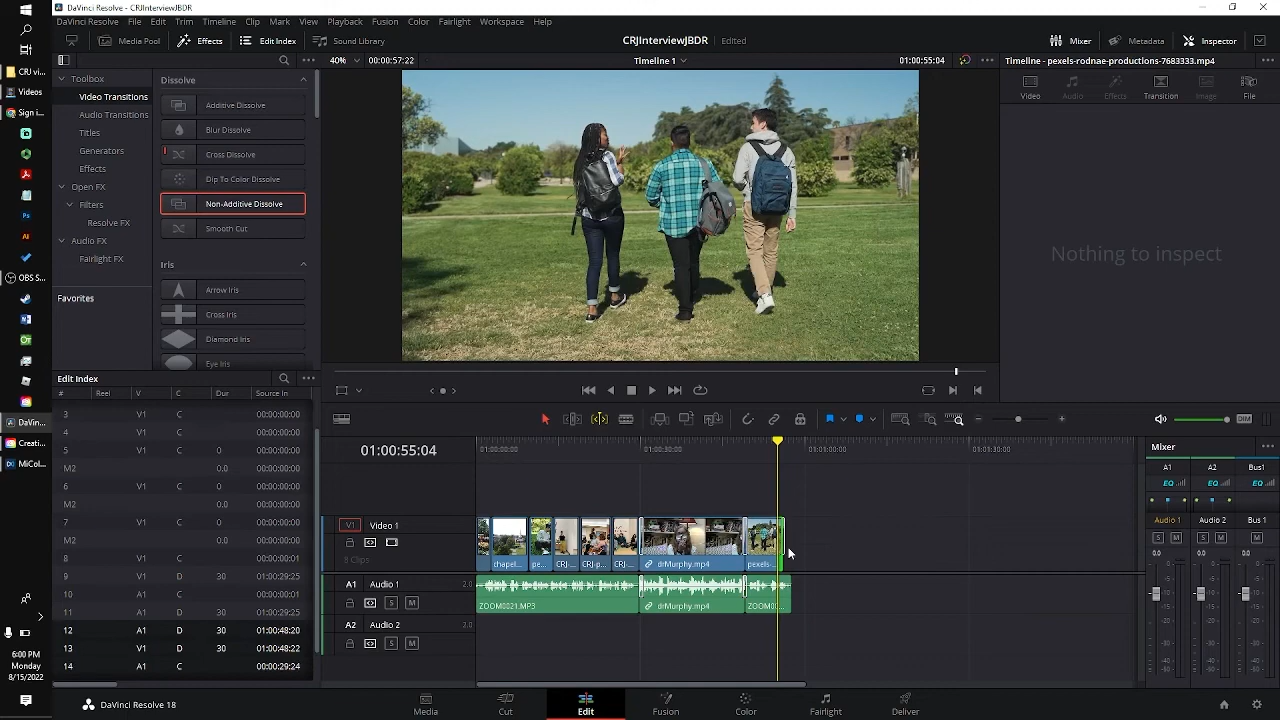 DaVinci Resolve - CRJInterviewJBDR
DaVinci Resolve File Edit Trim Timeline Clip Mark View Playback Fusion Color Fairlight Workspace Help
Media Pool Effects Edit Index Sound Library CRJInterviewJBDR Edited Mixer Metadata Inspector
40% 00:00:57:22 Timeline 1 01:00:55:04 Timeline - pexels-rodnae-productions-7683333.mp4
Video Audio Effects Transition Image File
Nothing to inspect
Toolbox
Video Transitions
Audio Transitions
Titles
Generators
Effects
Open FX
Filters
Resolve FX
Audio FX
Fairlight FX
Favorites
Dissolve
Additive Dissolve
Blur Dissolve
Cross Dissolve
Dip To Color Dissolve
Non-Additive Dissolve
Smooth Cut
Iris
Arrow Iris
Cross Iris
Diamond Iris
Eye Iris
CRJ vi...
Videos
Sign i...
OBS S...
DaVin...
Creati...
MiCol...
6:00 PM
Monday
8/15/2022
Edit Index
# Reel V C Dur Source In
3 V1 C 00:00:00:00
4 V1 C 00:00:00:00
5 V1 C 0 00:00:00:00
M2 0.0 00:00:00:00
6 V1 C 0 00:00:00:00
M2 0.0 00:00:00:00
7 V1 C 0 00:00:00:00
8 V1 C 00:00:00:01
9 V1 D 30 00:00:29:25
10 A1 C 00:00:00:00
11 A1 D 30 00:00:29:25
12 A1 D 30 01:00:48:20
13 A1 D 30 01:00:48:22
14 A1 C 00:00:29:24
01:00:55:04
01:00:00:00 01:00:30:00 01:01:00:00 01:01:30:00
V1 Video 1
8 Clips
chapel... pe... CRJ-... CRJ-p... CRJ-... drMurphy.mp4 pexels-...
A1 Audio 1 2.0
S M
ZOOM0021.MP3 drMurphy.mp4 ZOOM00...
A2 Audio 2 2.0
S M
DIM
Mixer
A1 A2 Bus1
EQ EQ EQ
Audio 1 Audio 2 Bus 1
S M S M M
0.0 0.0 0.0
DaVinci Resolve 18
Media Cut Edit Fusion Color Fairlight Deliver